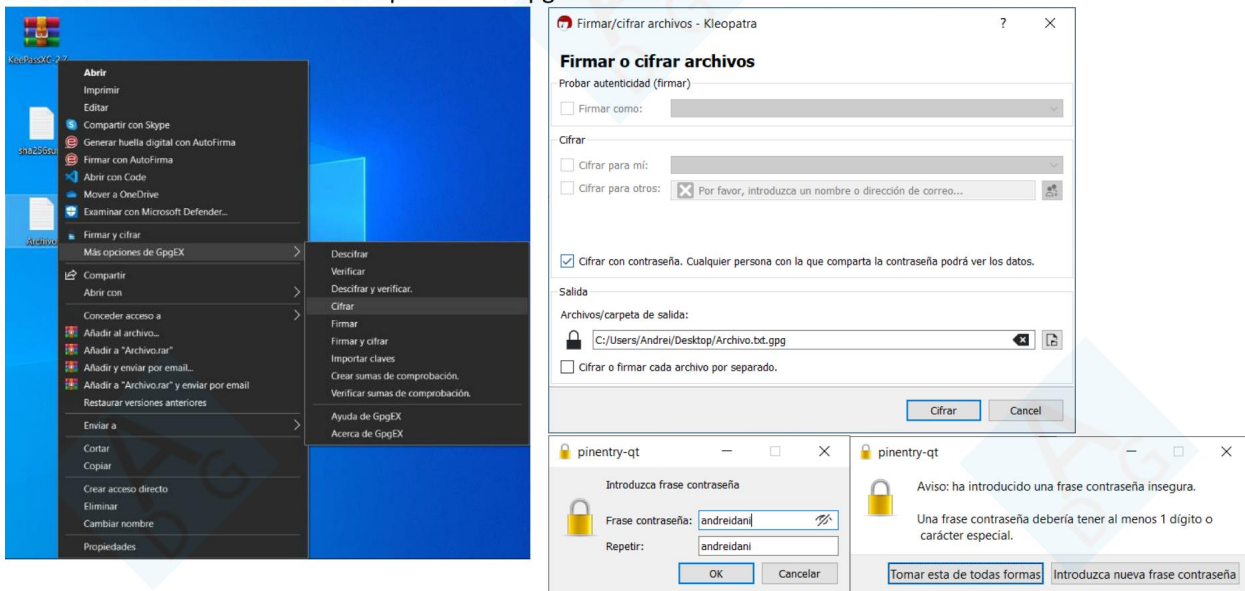 KeePassXC-2.7
sha256su
Archivo
Abrir
Imprimir
Editar
Compartir con Skype
Generar huella digital con AutoFirma
Firmar con AutoFirma
Abrir con Code
Mover a OneDrive
Examinar con Microsoft Defender...
Firmar y cifrar
Más opciones de GpgEX
Compartir
Abrir con
Conceder acceso a
Añadir al archivo...
Añadir a "Archivo.rar"
Añadir y enviar por email...
Añadir a "Archivo.rar" y enviar por email
Restaurar versiones anteriores
Enviar a
Cortar
Copiar
Crear acceso directo
Eliminar
Cambiar nombre
Propiedades
Descifrar
Verificar
Descifrar y verificar.
Cifrar
Firmar
Firmar y cifrar
Importar claves
Crear sumas de comprobación.
Verificar sumas de comprobación.
Ayuda de GpgEX
Acerca de GpgEX
Firmar/cifrar archivos - Kleopatra
Firmar o cifrar archivos
Probar autenticidad (firmar)
Firmar como:
Cifrar
Cifrar para mí:
Cifrar para otros: Por favor, introduzca un nombre o dirección de correo...
Cifrar con contraseña. Cualquier persona con la que comparta la contraseña podrá ver los datos.
Salida
Archivos/carpeta de salida:
C:/Users/Andrei/Desktop/Archivo.txt.gpg
Cifrar o firmar cada archivo por separado.
Cifrar Cancel
pinentry-qt
Introduzca frase contraseña
Frase contraseña: andreidani
Repetir: andreidani
OK Cancelar
pinentry-qt
Aviso: ha introducido una frase contraseña insegura.
Una frase contraseña debería tener al menos 1 dígito o
carácter especial.
Tomar esta de todas formas Introduzca nueva frase contraseña